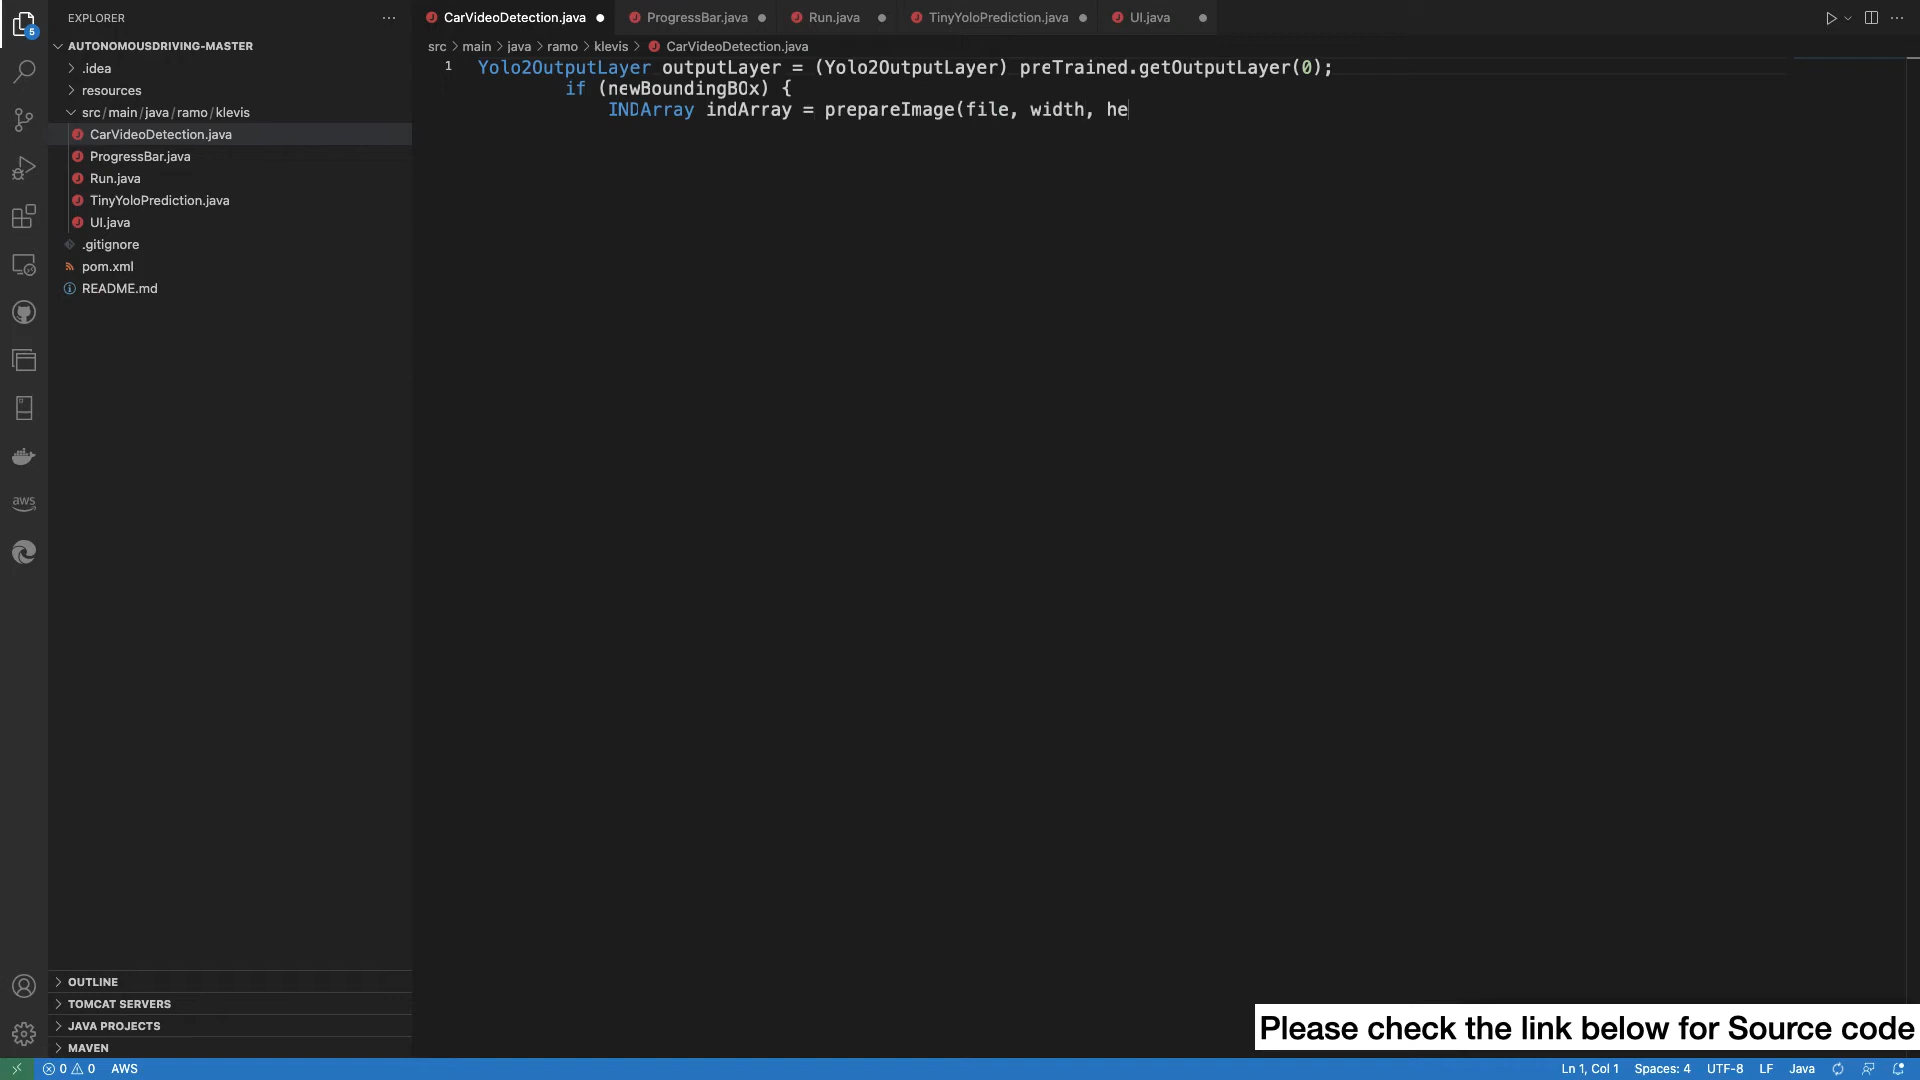 EXPLORER
AUTONOMOUSDRIVING-MASTER
.idea
resources
src/main/java/ramo/klevis
CarVideoDetection.java
ProgressBar.java
Run.java
TinyYoloPrediction.java
UI.java
.gitignore
pom.xml
README.md
OUTLINE
TOMCAT SERVERS
JAVA PROJECTS
MAVEN
5
aws
CarVideoDetection.java ProgressBar.java Run.java TinyYoloPrediction.java UI.java
src > main > java > ramo > klevis > CarVideoDetection.java
1 Yolo2OutputLayer outputLayer = (Yolo2OutputLayer) preTrained.getOutputLayer(0);
if (newBoundingBOx) {
INDArray indArray = prepareImage(file, width, he
Please check the link below for Source code
0 0 AWS Ln 1, Col 1 Spaces: 4 UTF-8 LF Java